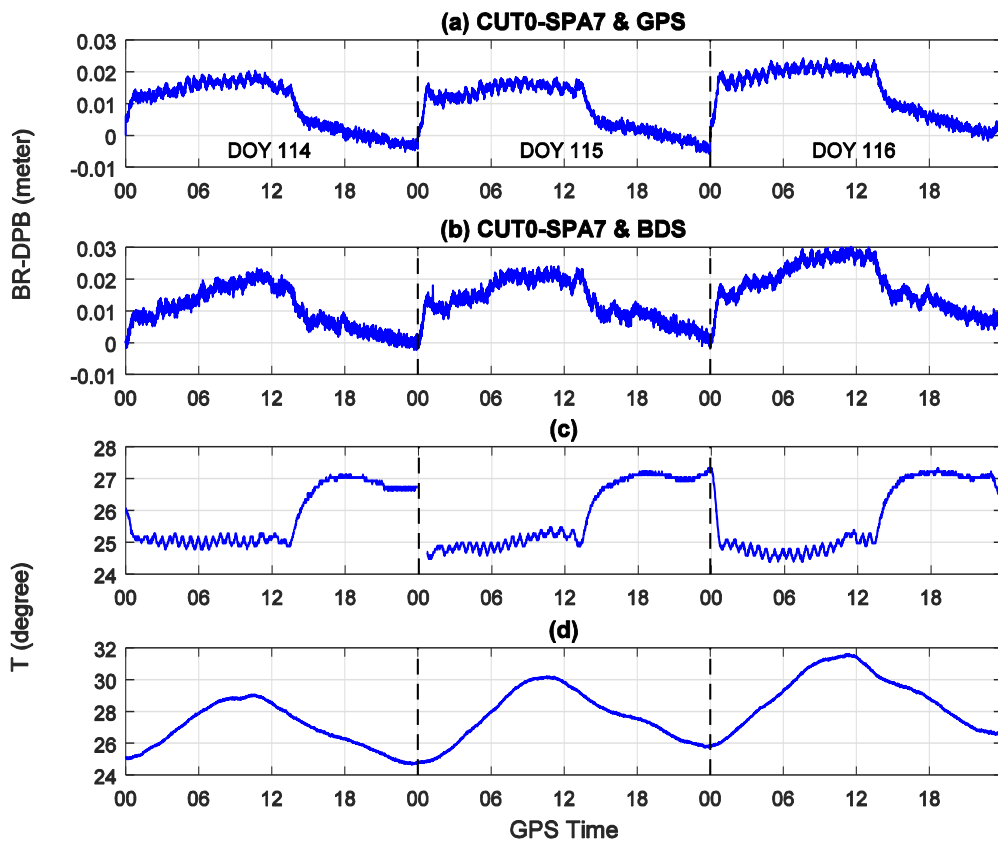 (a) CUT0-SPA7 & GPS
0.03
0.02
0.01
0
-0.01
DOY 114
DOY 115
DOY 116
00 06 12 18 00 06 12 18 00 06 12 18
BR-DPB (meter)
(b) CUT0-SPA7 & BDS
0.03
0.02
0.01
0
-0.01
00 06 12 18 00 06 12 18 00 06 12 18
(c)
28
27
26
25
24
00 06 12 18 00 06 12 18 00 06 12 18
T (degree)
(d)
32
30
28
26
24
00 06 12 18 00 06 12 18 00 06 12 18
GPS Time